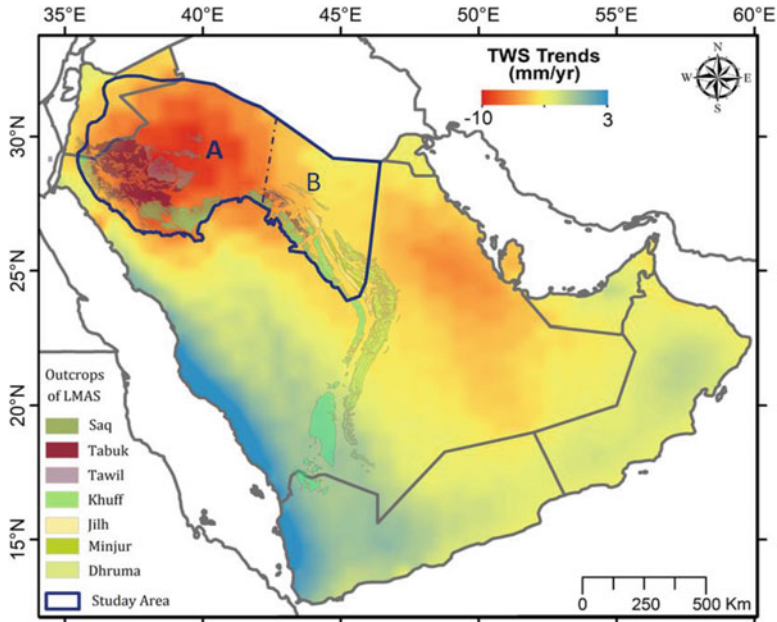 35°E 40°E 45°E 50°E 55°E 60°E
TWS Trends
(mm/yr)
-10 3
N
W E
S
30°N
25°N
20°N
15°N
A
B
Outcrops
of LMAS
Saq
Tabuk
Tawil
Khuff
Jilh
Minjur
Dhruma
Studay Area
0 250 500 Km